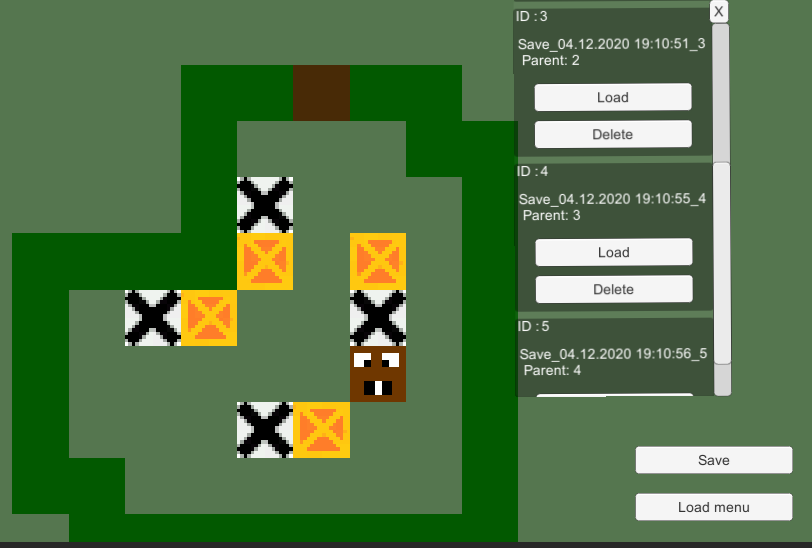 X
ID : 3
Save_04.12.2020 19:10:51_3
Parent: 2
Load
Delete
ID : 4
Save_04.12.2020 19:10:55_4
Parent: 3
Load
Delete
ID : 5
Save_04.12.2020 19:10:56_5
Parent: 4
Save
Load menu